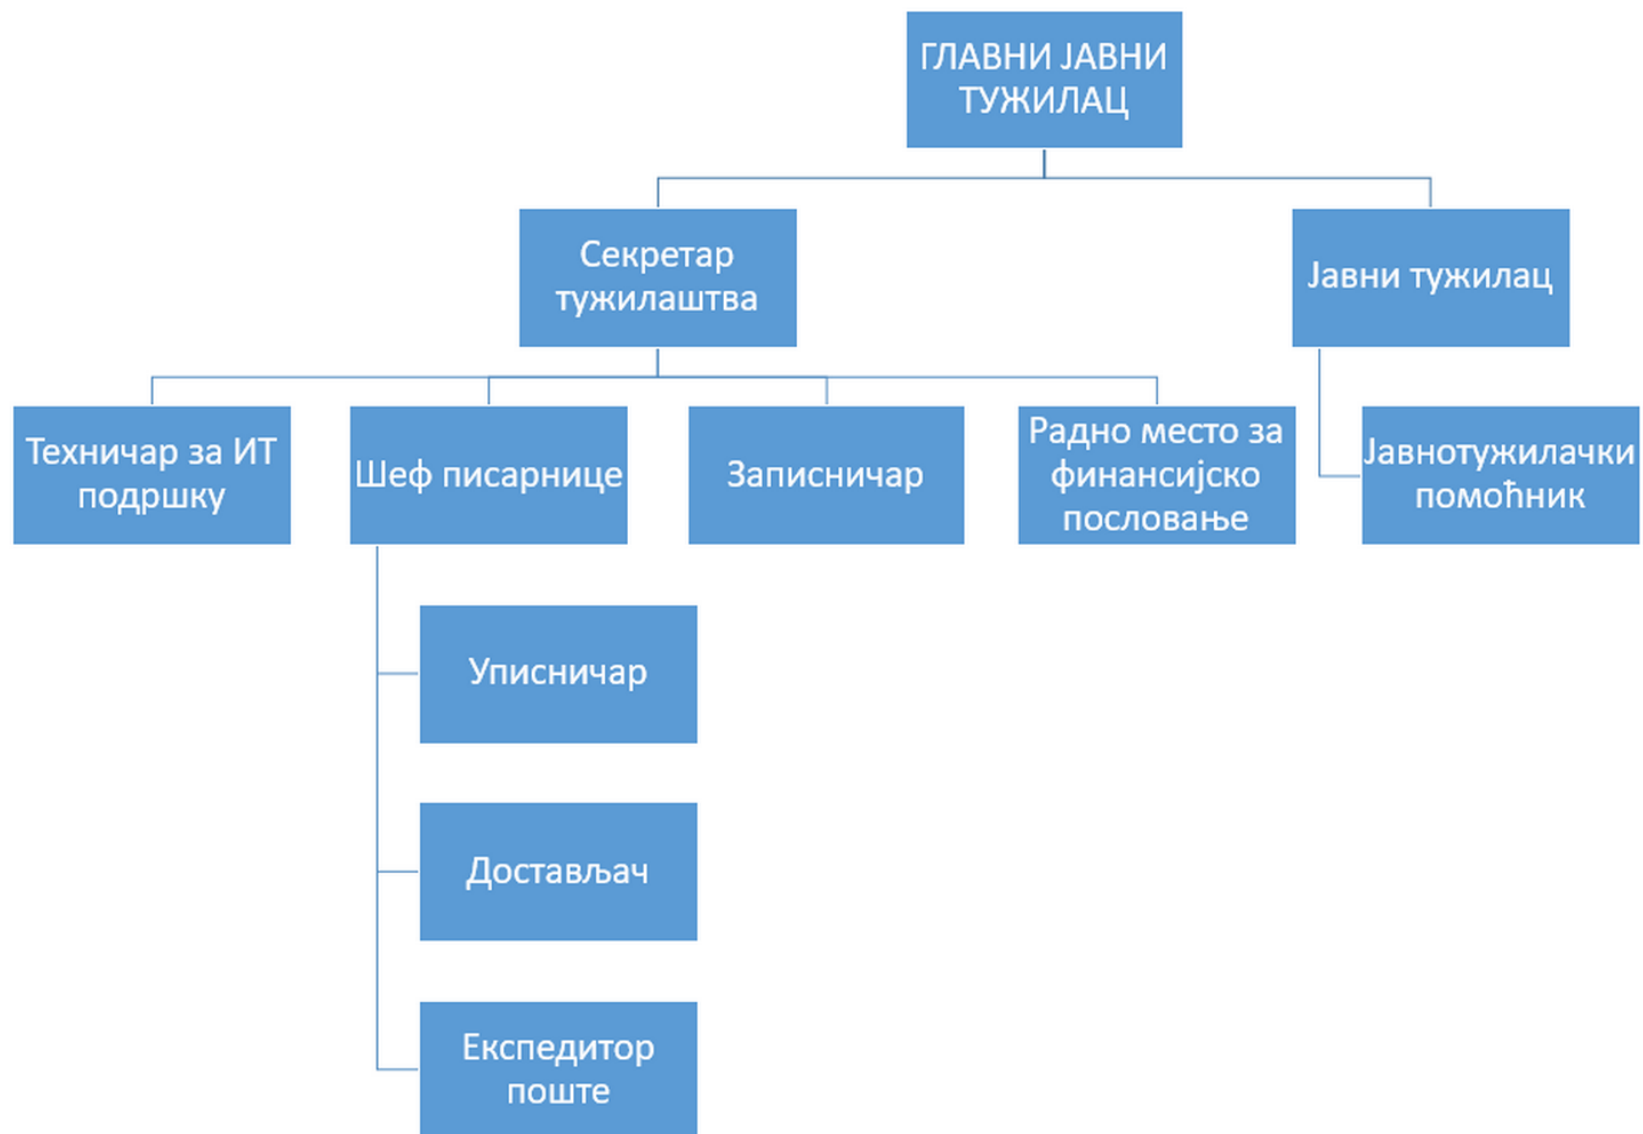 ГЛАВНИ ЈАВНИ
ТУЖИЛАЦ
Секретар
тужилаштва
Јавни тужилац
Техничар за ИТ
подршку
Шеф писарнице
Записничар
Радно место за
финансијско
пословање
Јавнотужилачки
помоћник
Уписничар
Достављач
Експедитор
поште